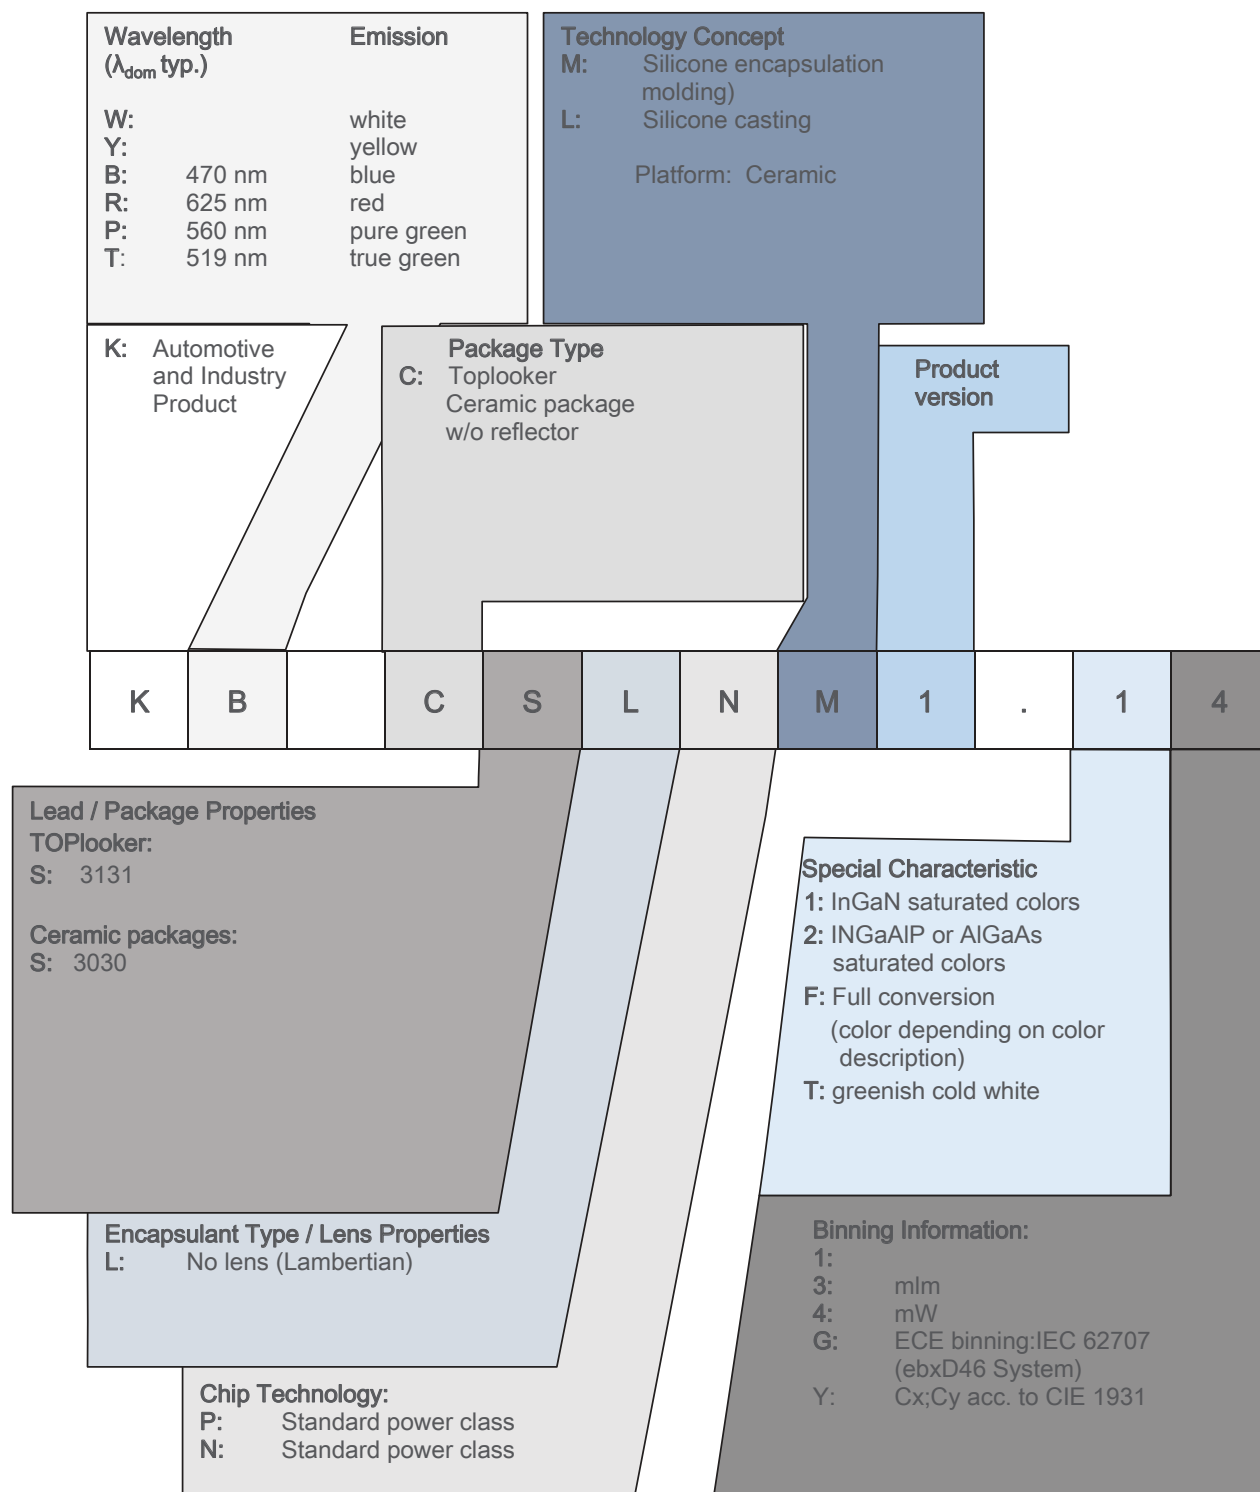 Wavelength Emission
(λdom typ.)
W: white
Y: yellow
B: 470 nm blue
R: 625 nm red
P: 560 nm pure green
T: 519 nm true green
Technology Concept
M: Silicone encapsulation
molding)
L: Silicone casting
Platform: Ceramic
K: Automotive
and Industry
Product
Package Type
C: Toplooker
Ceramic package
w/o reflector
Product
version
K B C S L N M 1 . 1 4
Lead / Package Properties
TOPlooker:
S: 3131
Ceramic packages:
S: 3030
Special Characteristic
1: InGaN saturated colors
2: INGaAlP or AlGaAs
saturated colors
F: Full conversion
(color depending on color
description)
T: greenish cold white
Encapsulant Type / Lens Properties
L: No lens (Lambertian)
Binning Information:
1:
3: mlm
4: mW
G: ECE binning:IEC 62707
(ebxD46 System)
Y: Cx;Cy acc. to CIE 1931
Chip Technology:
P: Standard power class
N: Standard power class